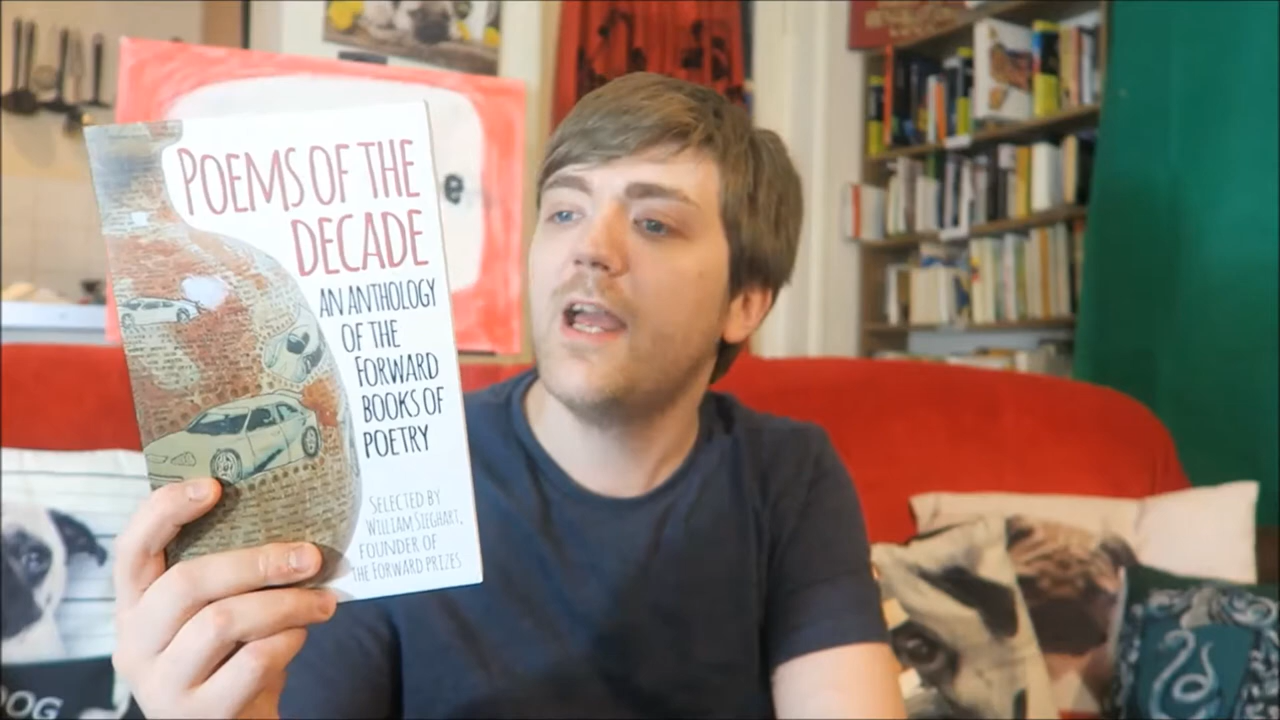 POEMS OF THE
DECADE
AN ANTHOLOGY
OF THE
FORWARD
BOOKS OF
POETRY
SELECTED BY
WILLIAM SIEGHART,
FOUNDER OF
THE FORWARD PRIZES
e
DOG